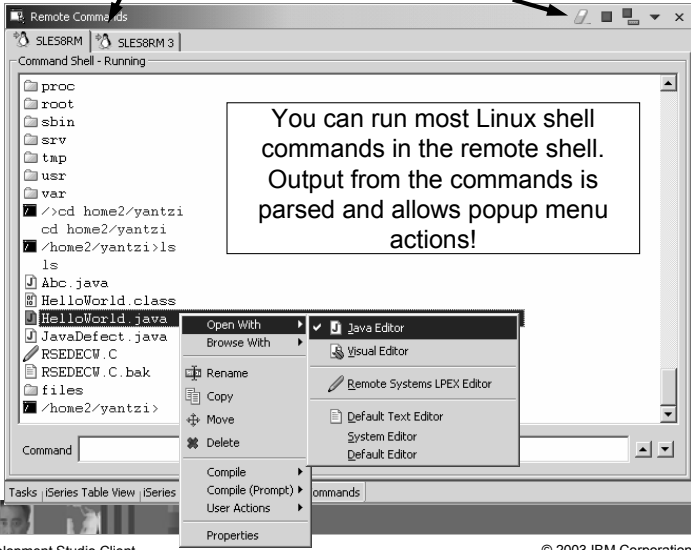 Remote Commands
SLES8RM
SLES8RM 3
Command Shell - Running
proc
root
sbin
srv
tmp
usr
var
/>cd home2/yantzi
cd home2/yantzi
/home2/yantzi>ls
ls
Abc.java
HelloWorld.class
HelloWorld.java
JavaDefect.java
RSEDECW.C
RSEDECW.C.bak
files
/home2/yantzi>
You can run most Linux shell
commands in the remote shell.
Output from the commands is
parsed and allows popup menu
actions!
Open With
Browse With
Rename
Copy
Move
Delete
Compile
Compile (Prompt)
User Actions
Properties
Java Editor
Visual Editor
Remote Systems LPEX Editor
Default Text Editor
System Editor
Default Editor
Command
Tasks iSeries Table View iSeries
Studio Client
© 2003 IBM Corporation